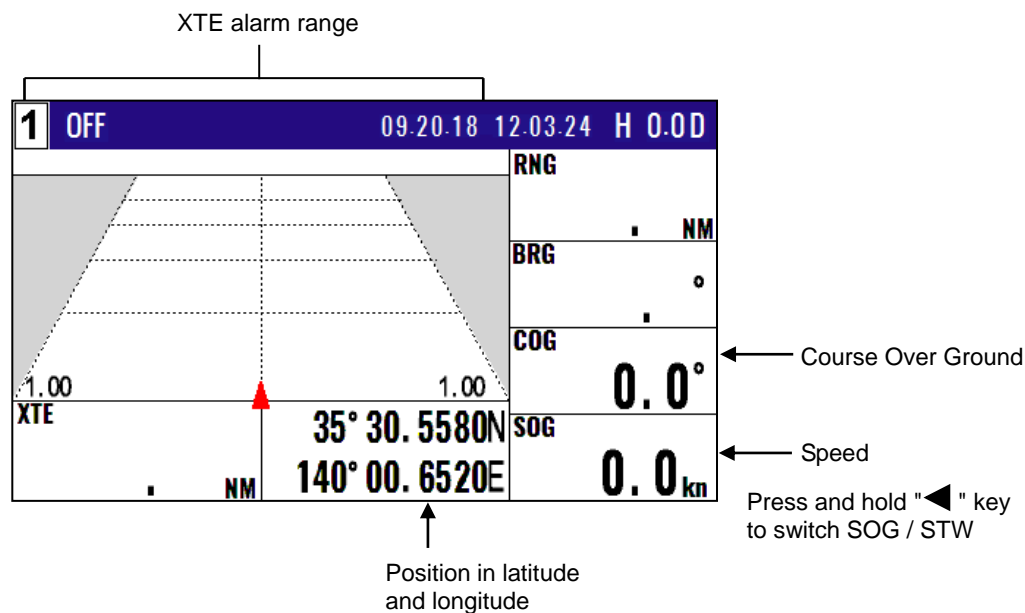 XTE alarm range
1 OFF 09.20.18 12.03.24 H 0.0D
RNG
. NM
BRG
. °
COG
0.0°
Course Over Ground
1.00 1.00
XTE
. NM
35° 30.5580N
140° 00.6520E
SOG
0.0kn
Speed
Press and hold "◀ " key
to switch SOG / STW
Position in latitude
and longitude